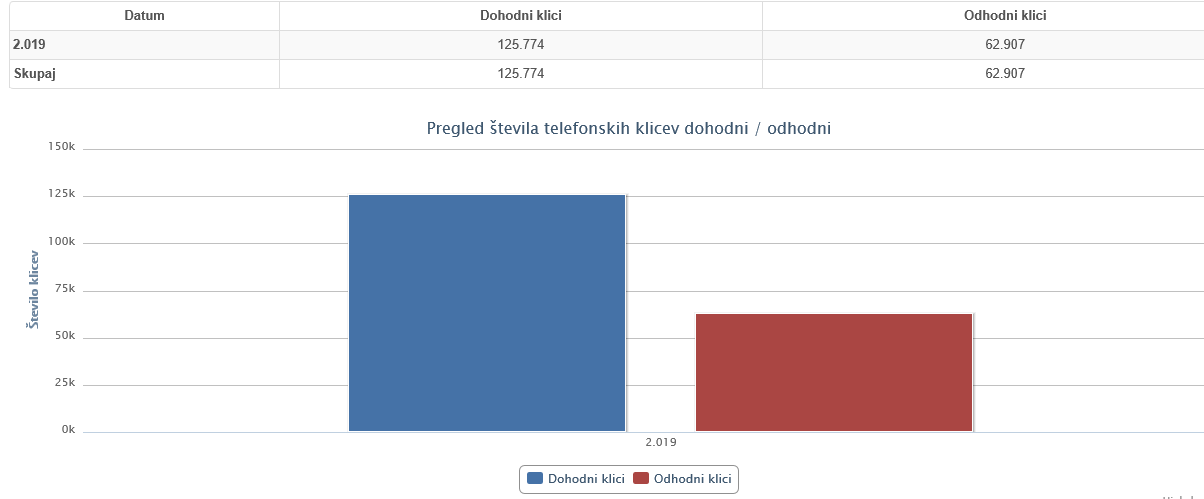 Datum Dohodni klici Odhodni klici
2.019 125.774 62.907
Skupaj 125.774 62.907
Pregled števila telefonskih klicev dohodni / odhodni
150k
125k
100k
75k
50k
25k
0k
Število klicev
2.019
Dohodni klici Odhodni klici